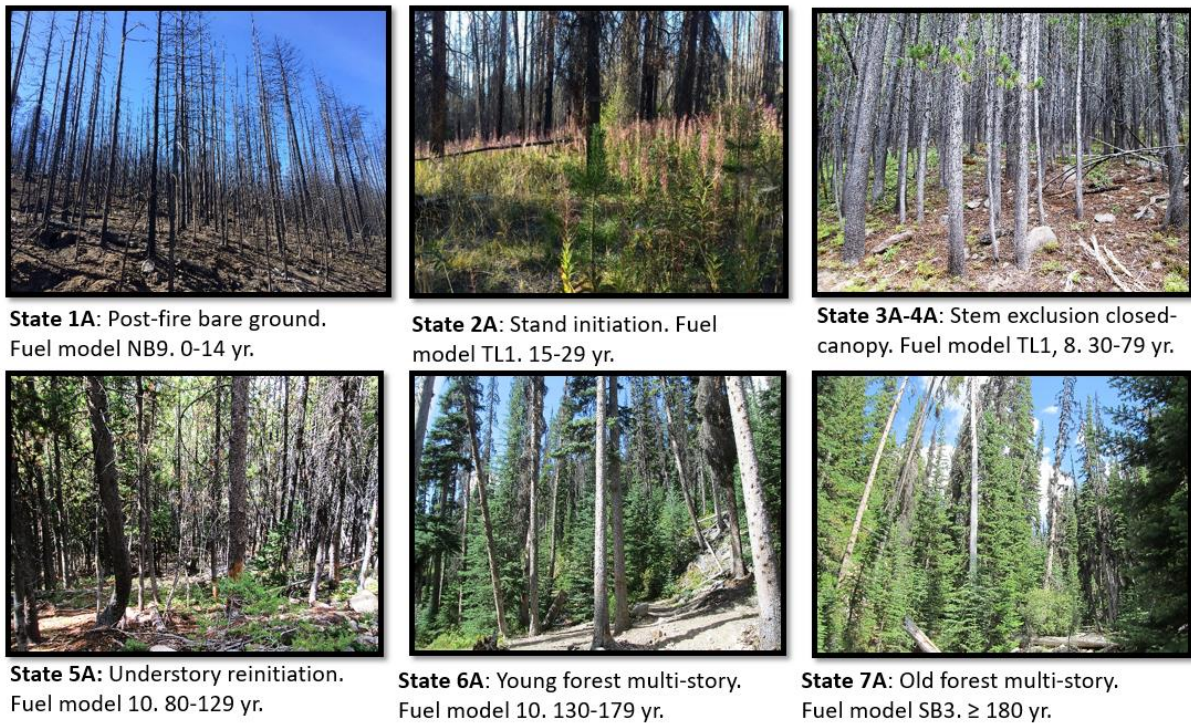 State 1A: Post-fire bare ground.
Fuel model NB9. 0-14 yr.
State 2A: Stand initiation. Fuel
model TL1. 15-29 yr.
State 3A-4A: Stem exclusion closed-
canopy. Fuel model TL1, 8. 30-79 yr.
State 5A: Understory reinitiation.
Fuel model 10. 80-129 yr.
State 6A: Young forest multi-story.
Fuel model 10. 130-179 yr.
State 7A: Old forest multi-story.
Fuel model SB3. ≥ 180 yr.